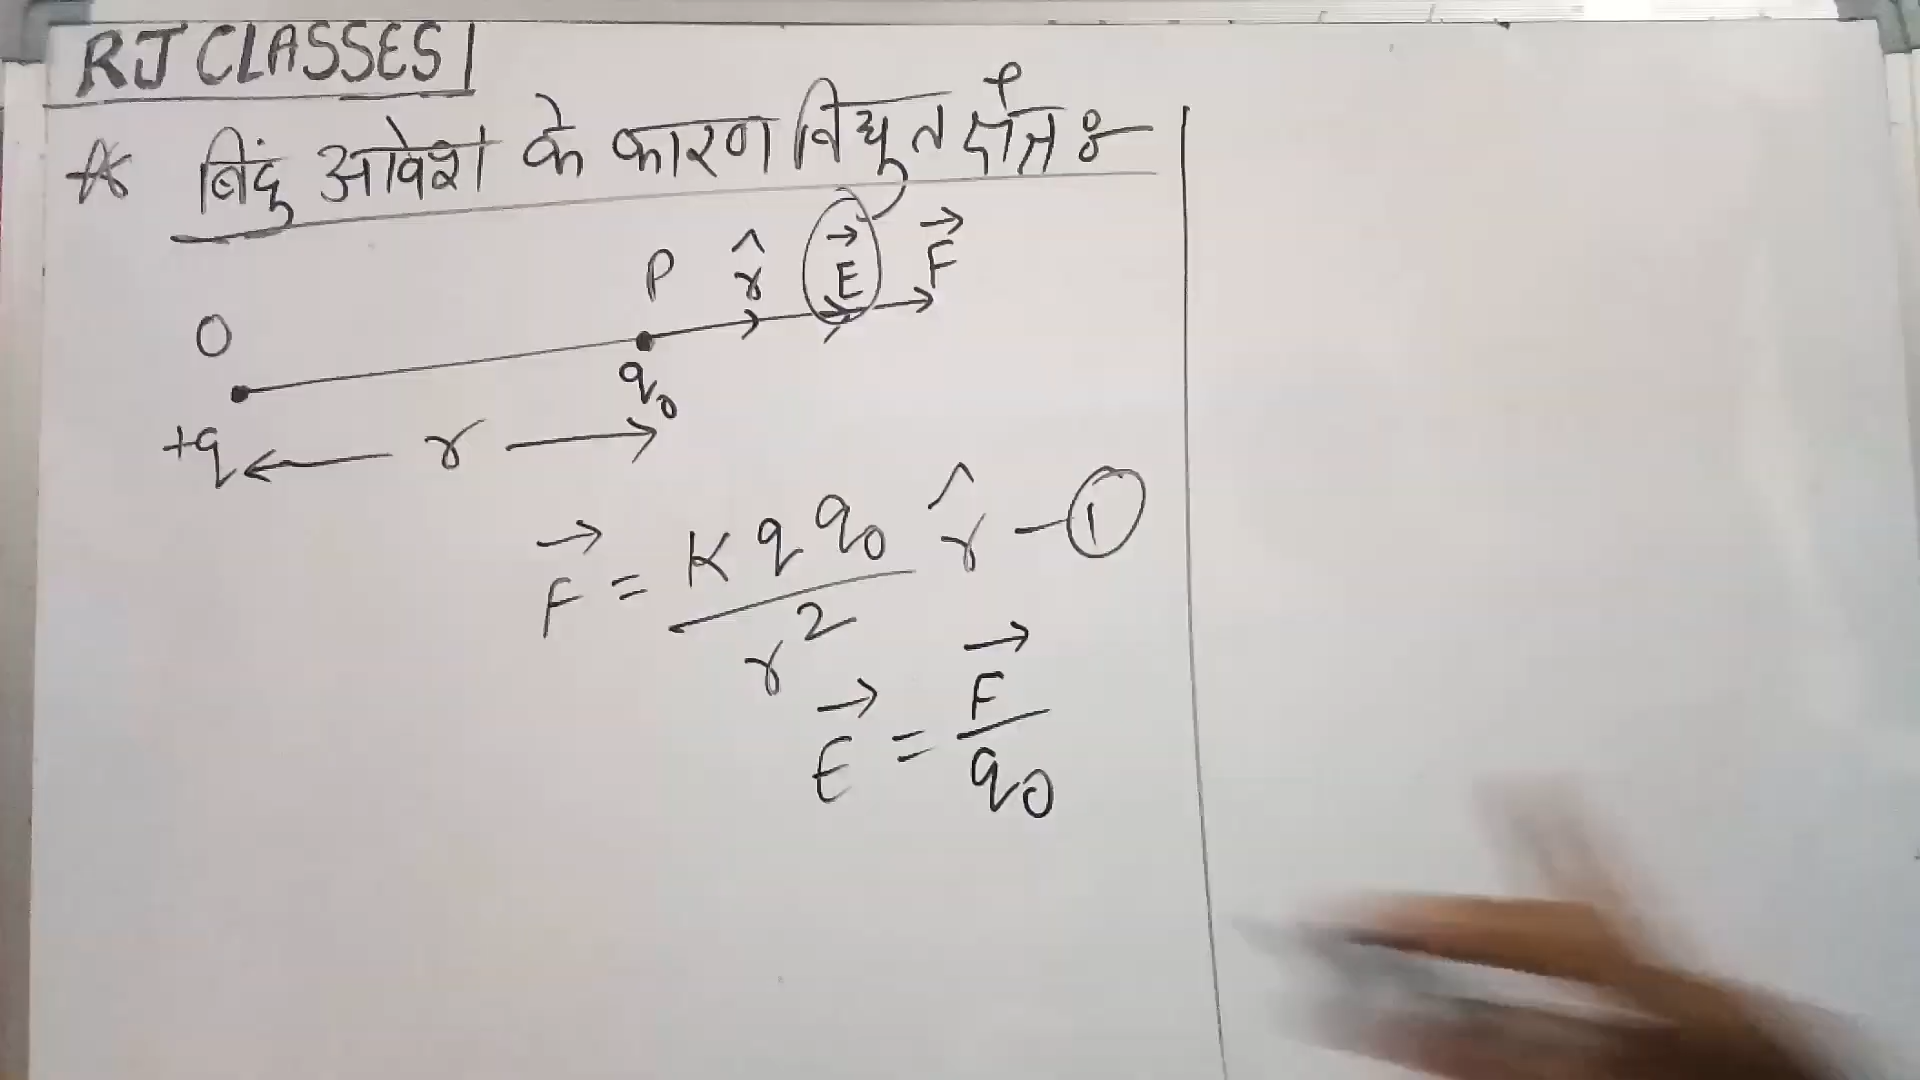 RJ CLASSES
* बिंदु आवेश के कारण विद्युत क्षेत्र :-
O P r̂ E⃗ F⃗
+q r q₀
F⃗ = K q q₀ / r² r̂ - ①
E⃗ = F⃗ / q₀